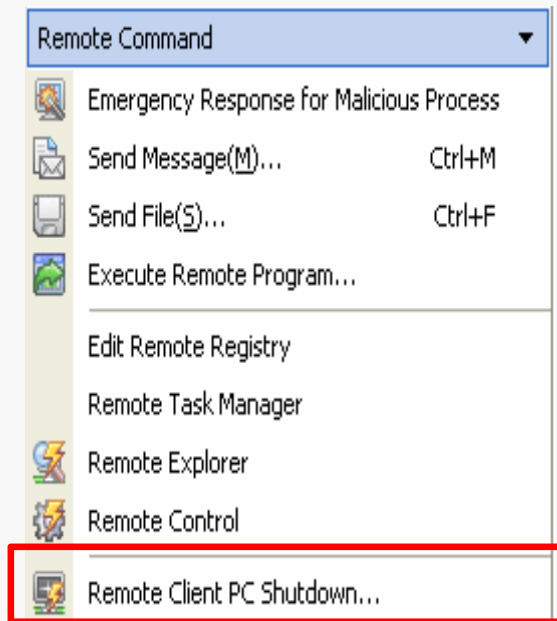 Remote Command
Emergency Response for Malicious Process
Send Message(M)... Ctrl+M
Send File(S)... Ctrl+F
Execute Remote Program...
Edit Remote Registry
Remote Task Manager
Remote Explorer
Remote Control
Remote Client PC Shutdown...